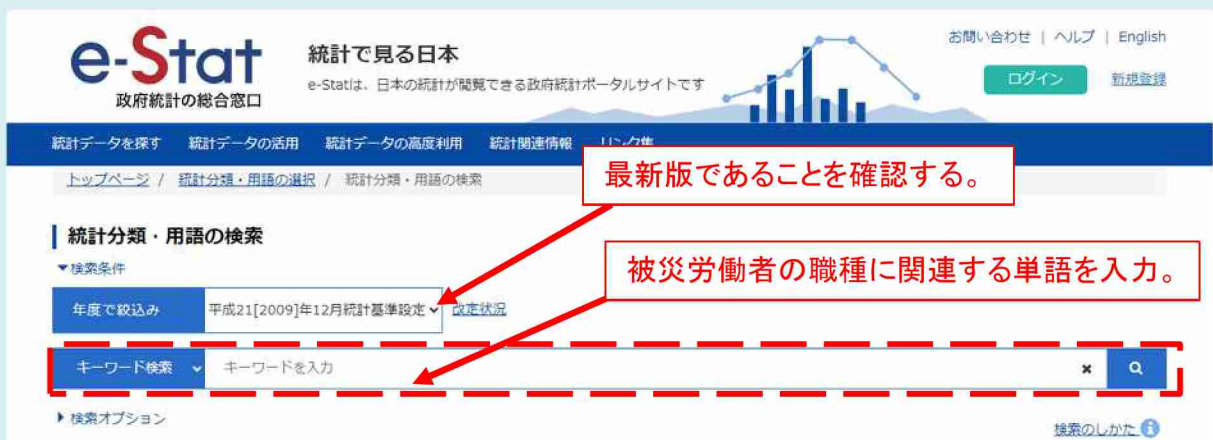 e-Stat
政府統計の総合窓口
統計で見る日本
e-Statは、日本の統計が閲覧できる政府統計ポータルサイトです
お問い合わせ | ヘルプ | English
ログイン 新規登録
統計データを探す 統計データの活用 統計データの高度利用 統計関連情報 リンク集
トップページ / 統計分類・用語の選択 / 統計分類・用語の検索
最新版であることを確認する。
統計分類・用語の検索
▼検索条件
被災労働者の職種に関連する単語を入力。
年度で絞込み 平成21[2009]年12月統計基準設定 改定状況
キーワード検索 キーワードを入力
検索オプション
検索のしかた